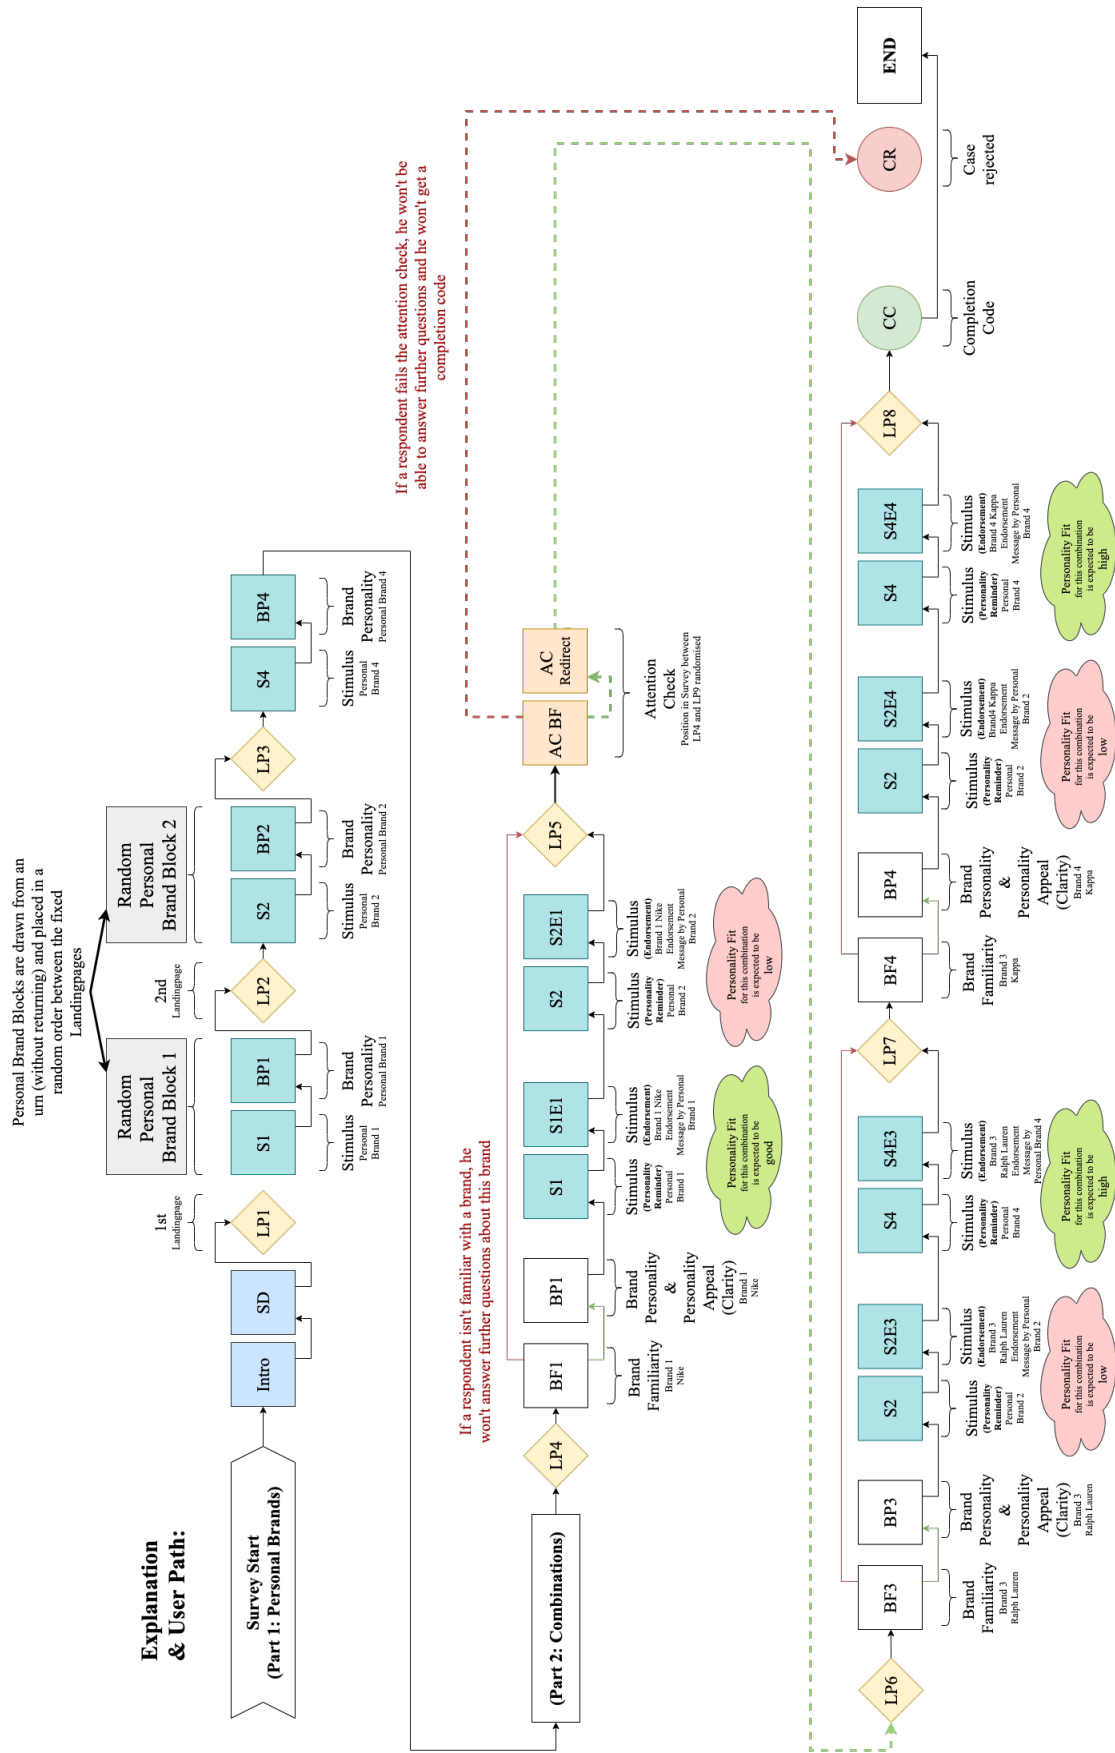 Explanation
& User Path:
Survey Start
(Part 1: Personal Brands)
Intro
SD
1st
Landingpage
LP1
Personal Brand Blocks are drawn from an
urn (without returning) and placed in a
random order between the fixed
Landingpages
Random
Personal
Brand Block 1
S1
Stimulus
Personal
Brand 1
BP1
Brand
Personality
Personal Brand 1
2nd
Landingpage
LP2
Random
Personal
Brand Block 2
S2
Stimulus
Personal
Brand 2
BP2
Brand
Personality
Personal Brand 2
LP3
S4
Stimulus
Personal
Brand 4
BP4
Brand
Personality
Personal Brand 4
If a respondent isn't familiar with a brand, he
won't answer further questions about this brand
If a respondent fails the attention check, he won't be
able to answer further questions and he won't get a
completion code
(Part 2: Combinations)
LP4
BF1
Brand
Familiarity
Brand 1
Nike
BP1
Brand
Personality
&
Personality
Appeal
(Clarity)
Brand 1
Nike
S1
Stimulus
(Personality
Reminder)
Personal
Brand 1
S1E1
Stimulus
(Endorsement)
Brand 1 Nike
Endorsement
Message by Personal
Brand 1
Personality Fit
for this combination
is expected to be
good
S2
Stimulus
(Personality
Reminder)
Personal
Brand 2
S2E1
Stimulus
(Endorsement)
Brand 1 Nike
Endorsement
Message by Personal
Brand 2
Personality Fit
for this combination
is expected to be
low
LP5
AC BF
AC
Redirect
Attention
Check
Position in Survey between
LP4 and LP9 randomised
LP6
BF3
Brand
Familiarity
Brand 3
Ralph Lauren
BP3
Brand
Personality
&
Personality
Appeal
(Clarity)
Brand 3
Ralph Lauren
S2
Stimulus
(Personality
Reminder)
Personal
Brand 2
S2E3
Stimulus
(Endorsement)
Brand 3
Ralph Lauren
Endorsement
Message by Personal
Brand 2
Personality Fit
for this combination
is expected to be
low
S4
Stimulus
(Personality
Reminder)
Personal
Brand 4
S4E3
Stimulus
(Endorsement)
Brand 3
Ralph Lauren
Endorsement
Message by
Personal Brand 4
Personality Fit
for this combination
is expected to be
high
LP7
BF4
Brand
Familiarity
Brand 3
Kappa
BP4
Brand
Personality
&
Personality
Appeal
(Clarity)
Brand 4
Kappa
S2
Stimulus
(Personality
Reminder)
Personal
Brand 2
S2E4
Stimulus
(Endorsement)
Brand4 Kappa
Endorsement
Message by Personal
Brand 2
Personality Fit
for this combination
is expected to be
low
S4
Stimulus
(Personality
Reminder)
Personal
Brand 4
S4E4
Stimulus
(Endorsement)
Brand 4 Kappa
Endorsement
Message by Personal
Brand 4
Personality Fit
for this combination
is expected to be
high
LP8
CC
Completion
Code
CR
Case
rejected
END